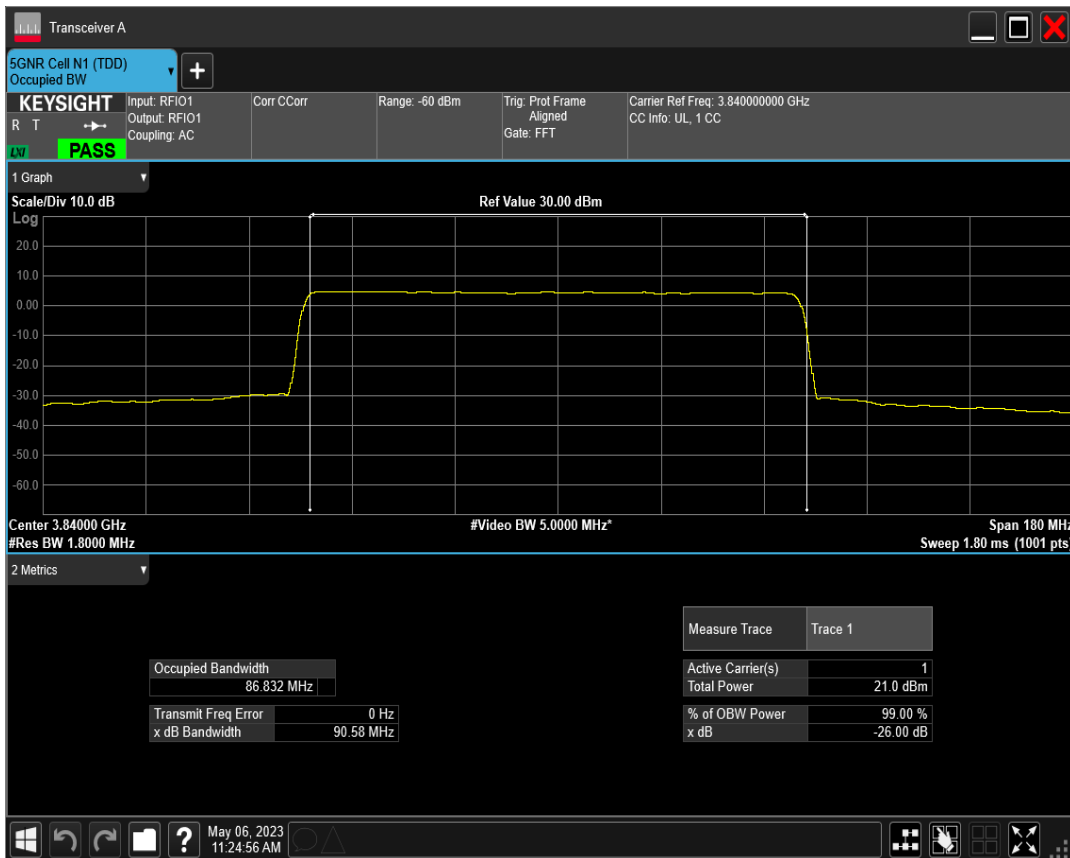 Transceiver A
5GNR Cell N1 (TDD)
Occupied BW
+
KEYSIGHT
R T
LXI
PASS
Input: RFIO1
Output: RFIO1
Coupling: AC
Corr CCorr
Range: -60 dBm
Trig: Prot Frame
Aligned
Gate: FFT
Carrier Ref Freq: 3.840000000 GHz
CC Info: UL, 1 CC
1 Graph
Scale/Div 10.0 dB
Ref Value 30.00 dBm
Log
20.0
10.0
0.00
-10.0
-20.0
-30.0
-40.0
-50.0
-60.0
Center 3.84000 GHz
#Video BW 5.0000 MHz*
Span 180 MHz
#Res BW 1.8000 MHz
Sweep 1.80 ms (1001 pts)
2 Metrics
Measure Trace Trace 1
Occupied Bandwidth
86.832 MHz
Active Carrier(s) 1
Total Power 21.0 dBm
Transmit Freq Error 0 Hz
x dB Bandwidth 90.58 MHz
% of OBW Power 99.00 %
x dB -26.00 dB
?
May 06, 2023
11:24:56 AM